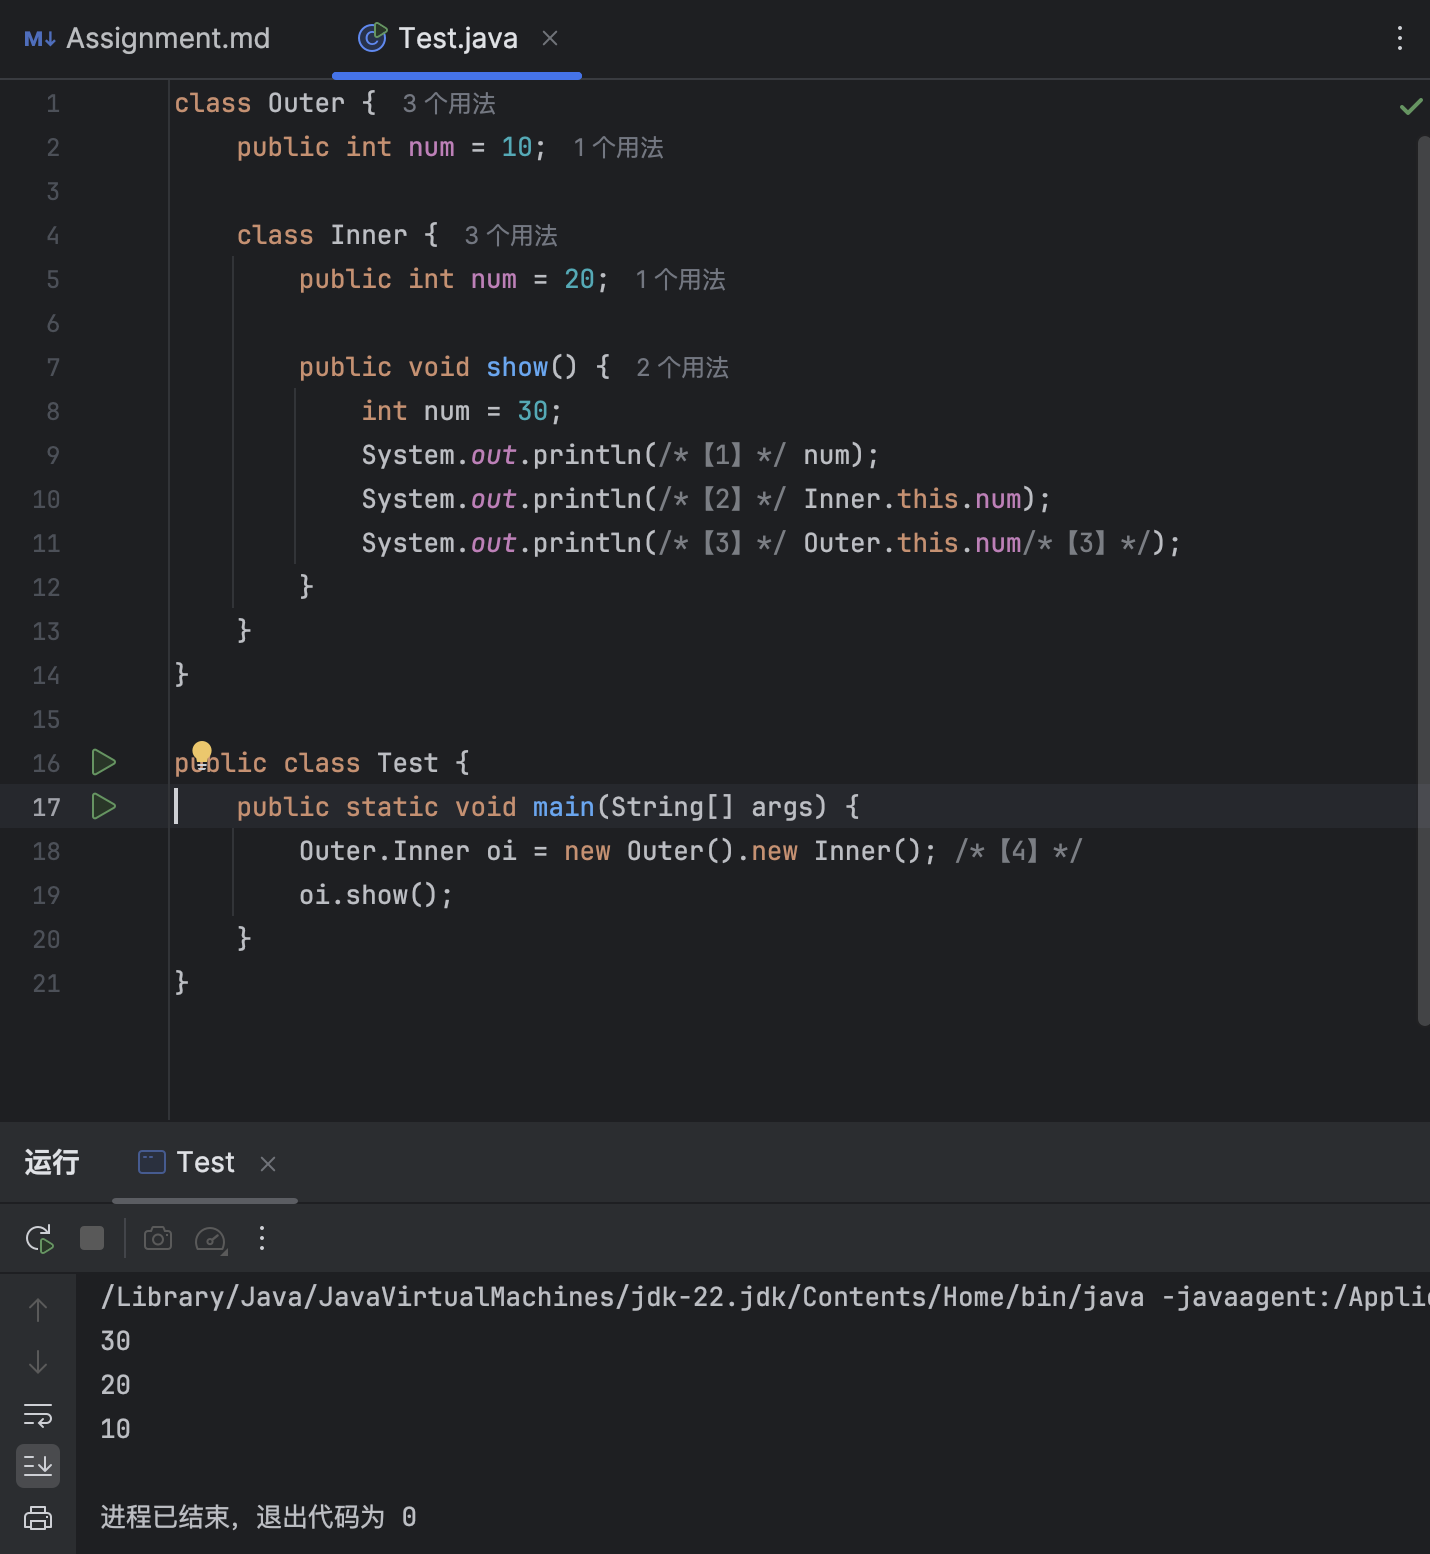 M↓ Assignment.md
Test.java
1 class Outer { 3 个用法
2     public int num = 10; 1 个用法
3
4     class Inner { 3 个用法
5         public int num = 20; 1 个用法
6
7         public void show() { 2 个用法
8             int num = 30;
9             System.out.println(/*【1】*/ num);
10             System.out.println(/*【2】*/ Inner.this.num);
11             System.out.println(/*【3】*/ Outer.this.num/*【3】*/);
12         }
13     }
14 }
15
16 public class Test {
17     public static void main(String[] args) {
18         Outer.Inner oi = new Outer().new Inner(); /*【4】*/
19         oi.show();
20     }
21 }
运行 Test
/Library/Java/JavaVirtualMachines/jdk-22.jdk/Contents/Home/bin/java -javaagent:/Applic
30
20
10
进程已结束，退出代码为 0